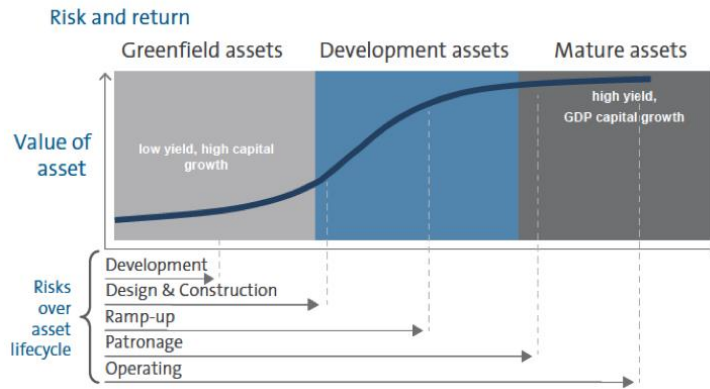 Risk and return
Greenfield assets
Development assets
Mature assets
Value of
asset
low yield, high capital
growth
high yield,
GDP capital growth
Risks
over
asset
lifecycle
Development
Design & Construction
Ramp-up
Patronage
Operating